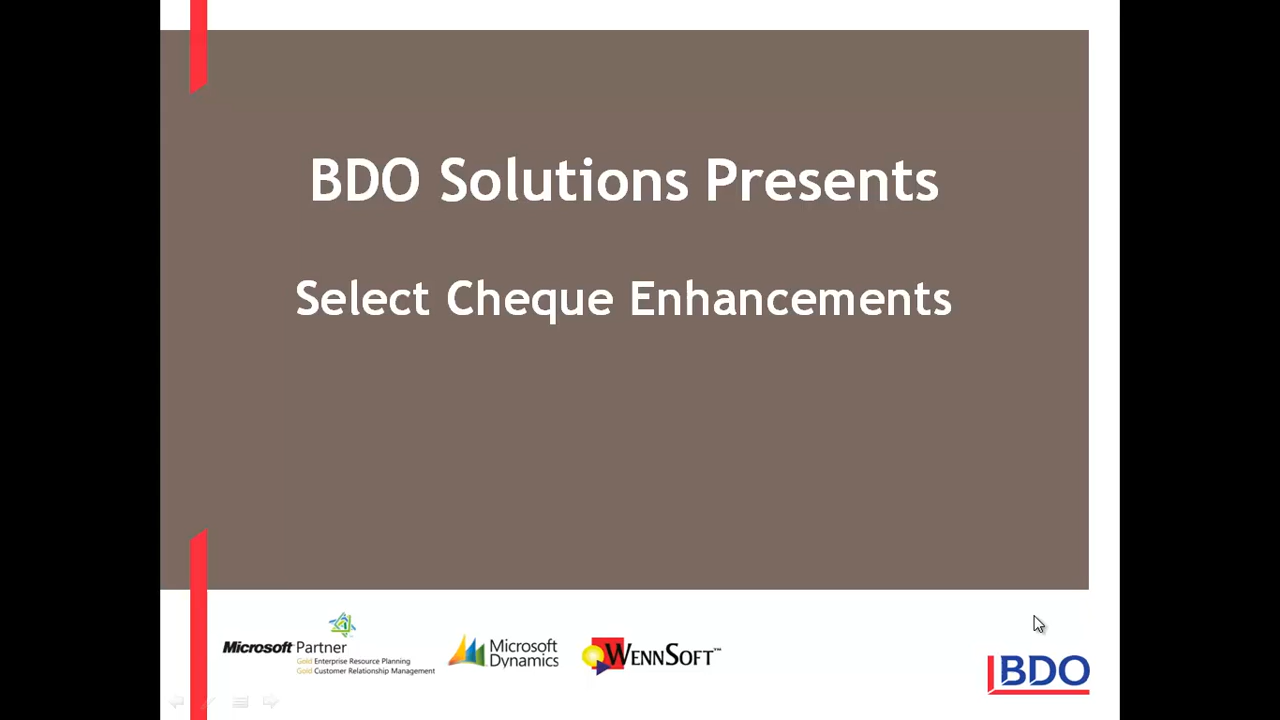 BDO Solutions Presents
Select Cheque Enhancements
Microsoft Partner
Gold Enterprise Resource Planning
Gold Customer Relationship Management
Microsoft Dynamics
WENNSOFT™
BDO